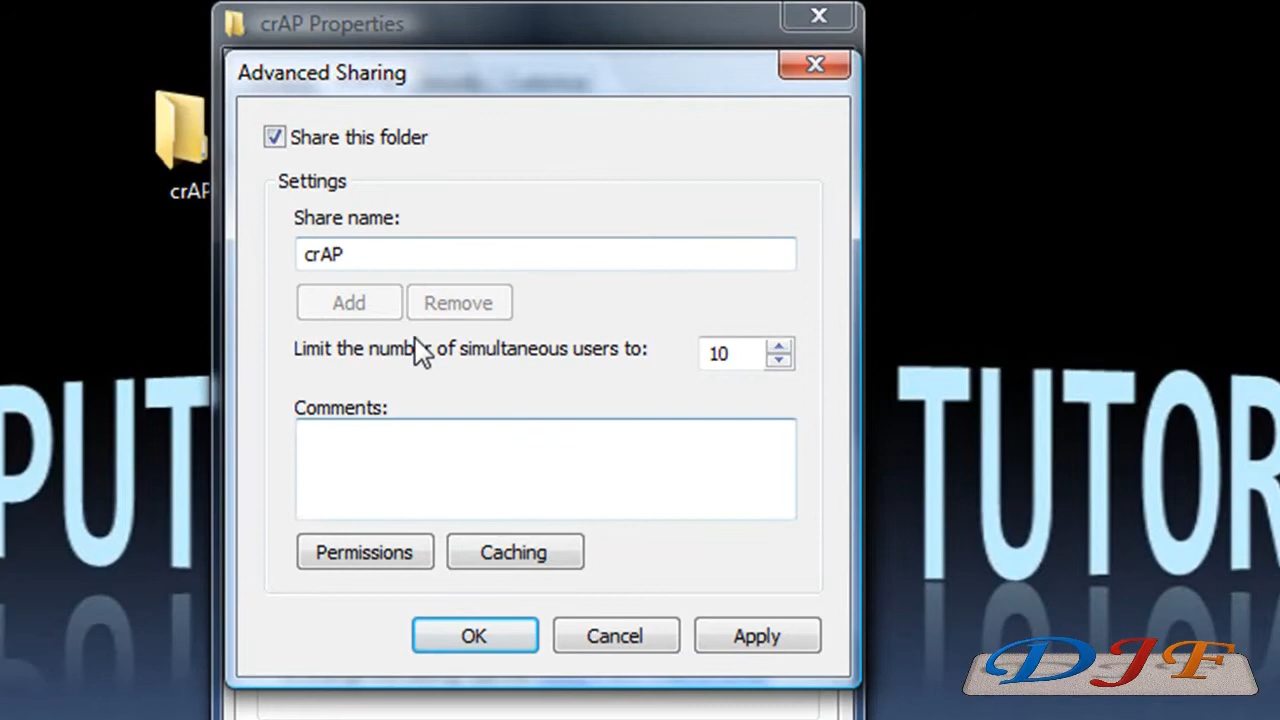 crAP Properties
Advanced Sharing
Share this folder
crAP
Settings
Share name:
crAP
Add Remove
Limit the number of simultaneous users to: 10
Comments:
Permissions Caching
PUT TUTOR
OK Cancel Apply
DJF